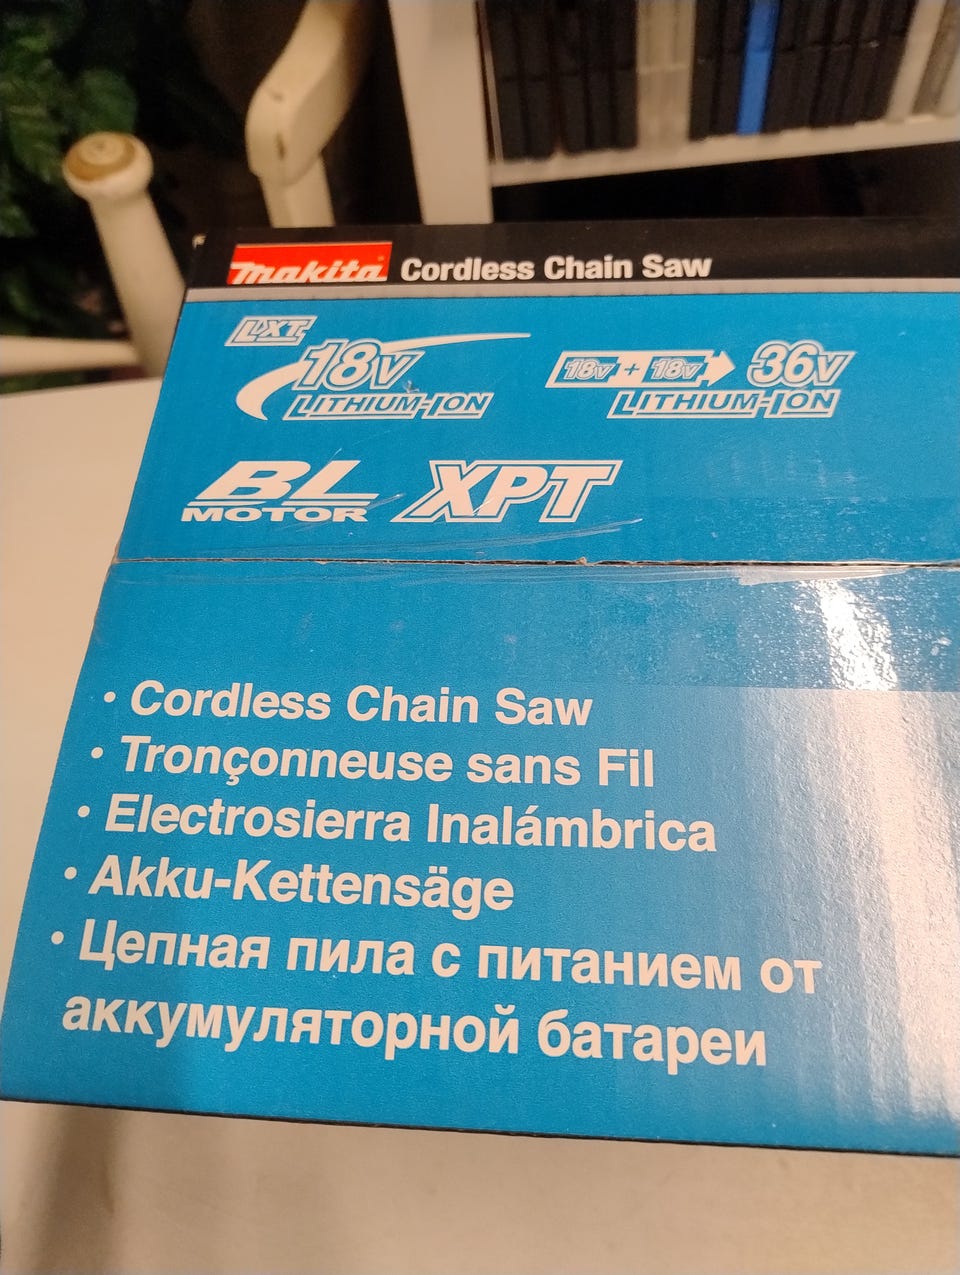 makita Cordless Chain Saw
LXT
18V
LITHIUM-ION
18V + 18V 36V
LITHIUM-ION
BL
MOTOR
XPT
• Cordless Chain Saw
• Tronçonneuse sans Fil
• Electrosierra Inalámbrica
• Akku-Kettensäge
• Цепная пила с питанием от
аккумуляторной батареи